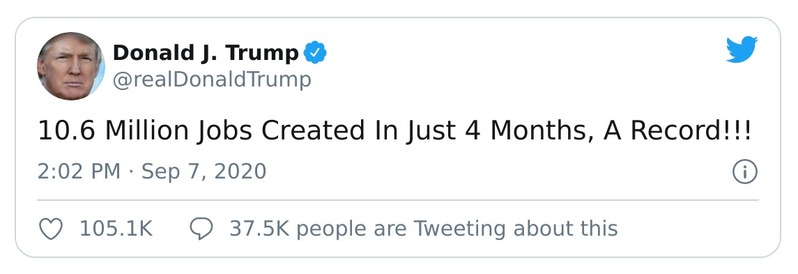 Donald J. Trump
@realDonaldTrump
10.6 Million Jobs Created In Just 4 Months, A Record!!!
2:02 PM · Sep 7, 2020
105.1K 37.5K people are Tweeting about this